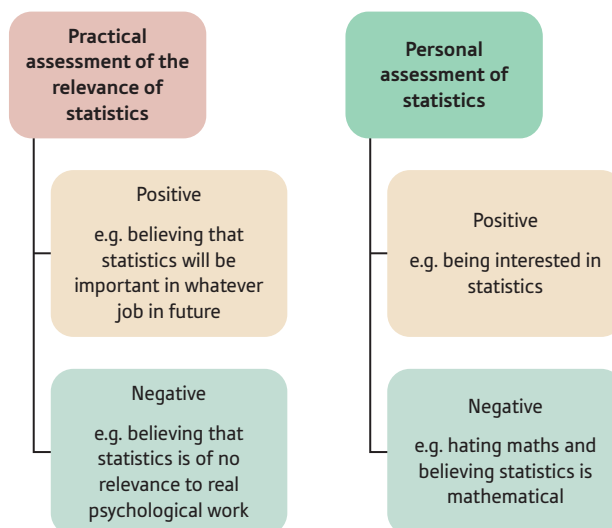 Practical
assessment of the
relevance of
statistics
Positive
e.g. believing that
statistics will be
important in whatever
job in future
Negative
e.g. believing that
statistics is of no
relevance to real
psychological work
Personal
assessment of
statistics
Positive
e.g. being interested in
statistics
Negative
e.g. hating maths and
believing statistics is
mathematical